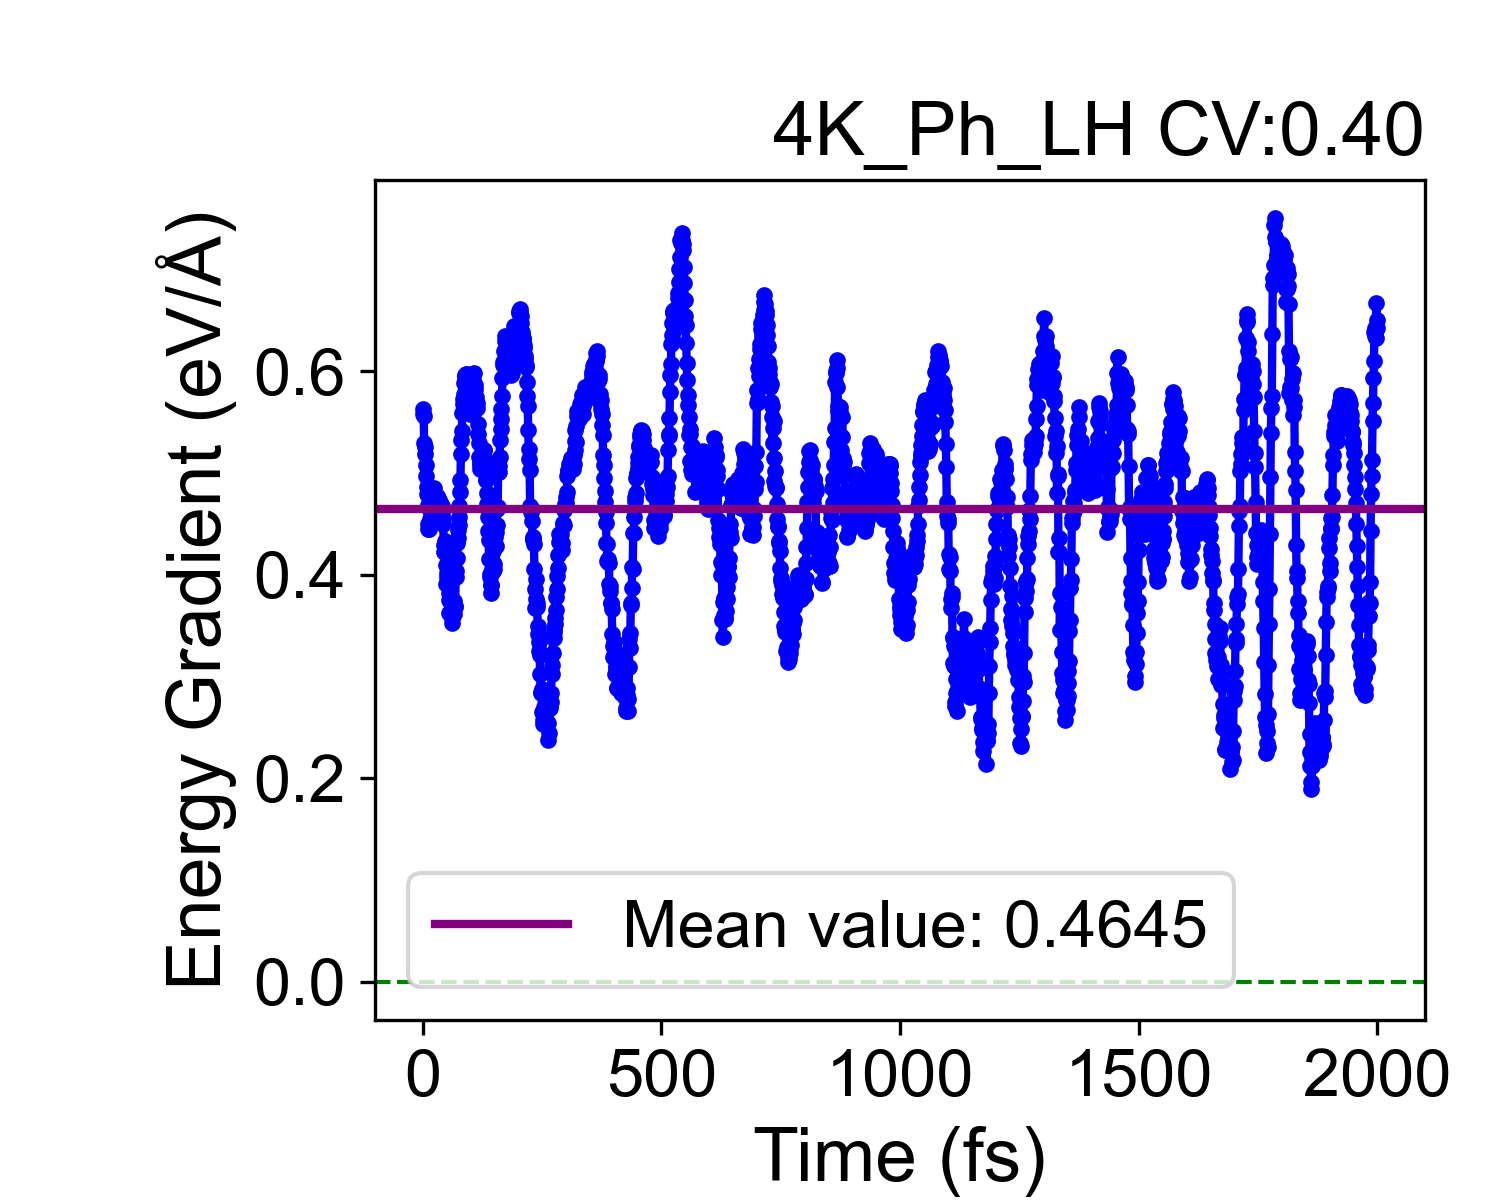 4K_Ph_LH CV:0.40
Energy Gradient (eV/Å)
0.6
0.4
0.2
0.0
Mean value: 0.4645
0 500 1000 1500 2000
Time (fs)